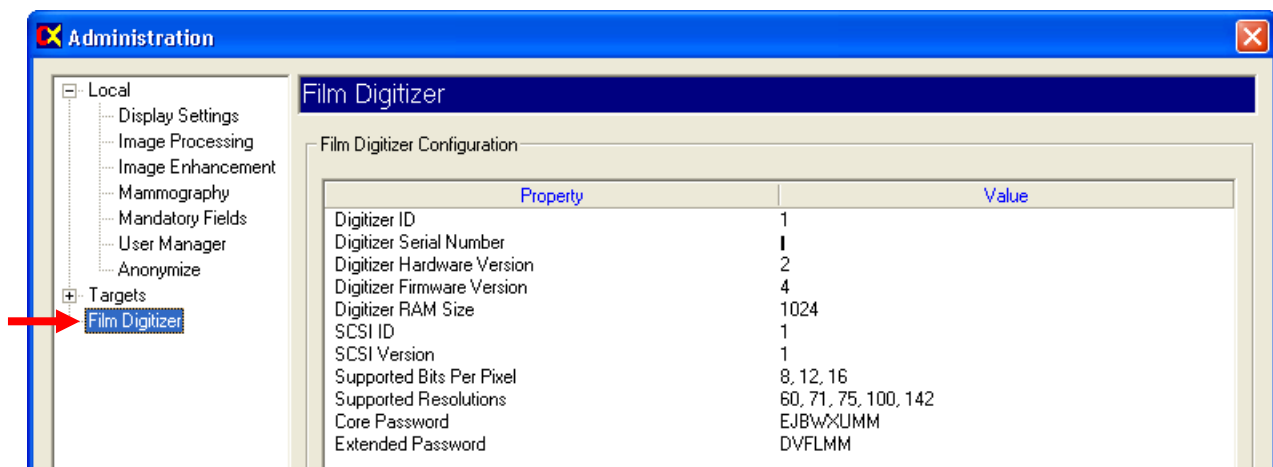 Administration
Local
Display Settings
Image Processing
Image Enhancement
Mammography
Mandatory Fields
User Manager
Anonymize
Targets
Film Digitizer
Film Digitizer
Film Digitizer Configuration
Property Value
Digitizer ID 1
Digitizer Serial Number
Digitizer Hardware Version 2
Digitizer Firmware Version 4
Digitizer RAM Size 1024
SCSI ID 1
SCSI Version 1
Supported Bits Per Pixel 8, 12, 16
Supported Resolutions 60, 71, 75, 100, 142
Core Password EJBWXUMM
Extended Password DVFLMM